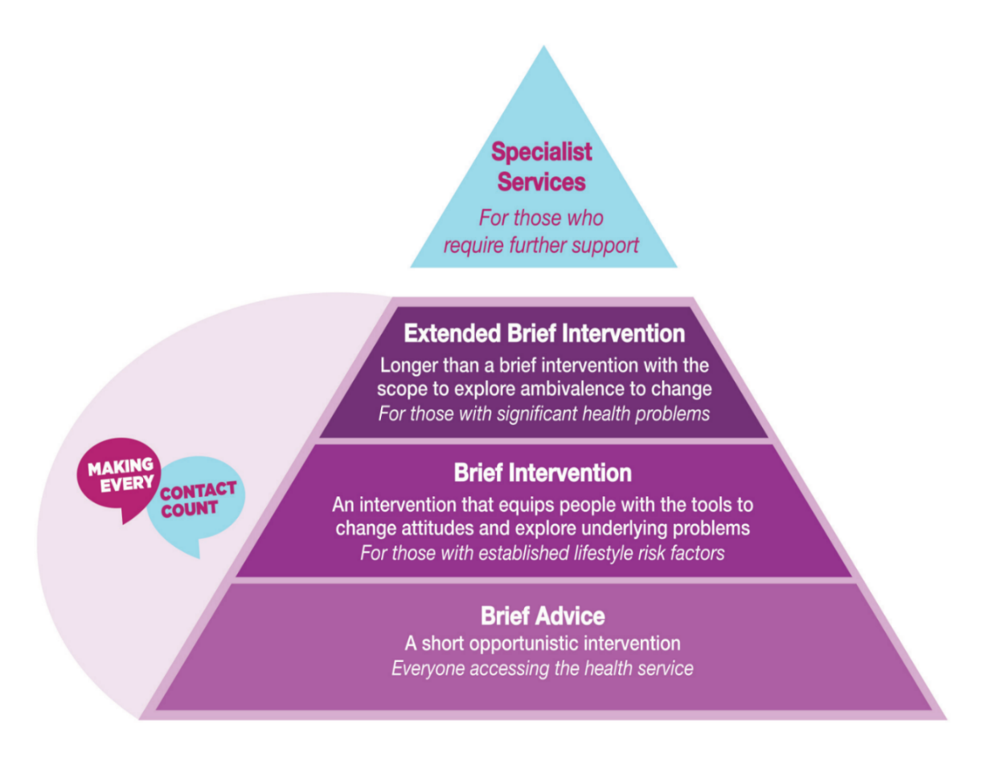 Specialist
Services
For those who
require further support
Extended Brief Intervention
Longer than a brief intervention with the
scope to explore ambivalence to change
For those with significant health problems
MAKING
EVERY
CONTACT
COUNT
Brief Intervention
An intervention that equips people with the tools to
change attitudes and explore underlying problems
For those with established lifestyle risk factors
Brief Advice
A short opportunistic intervention
Everyone accessing the health service